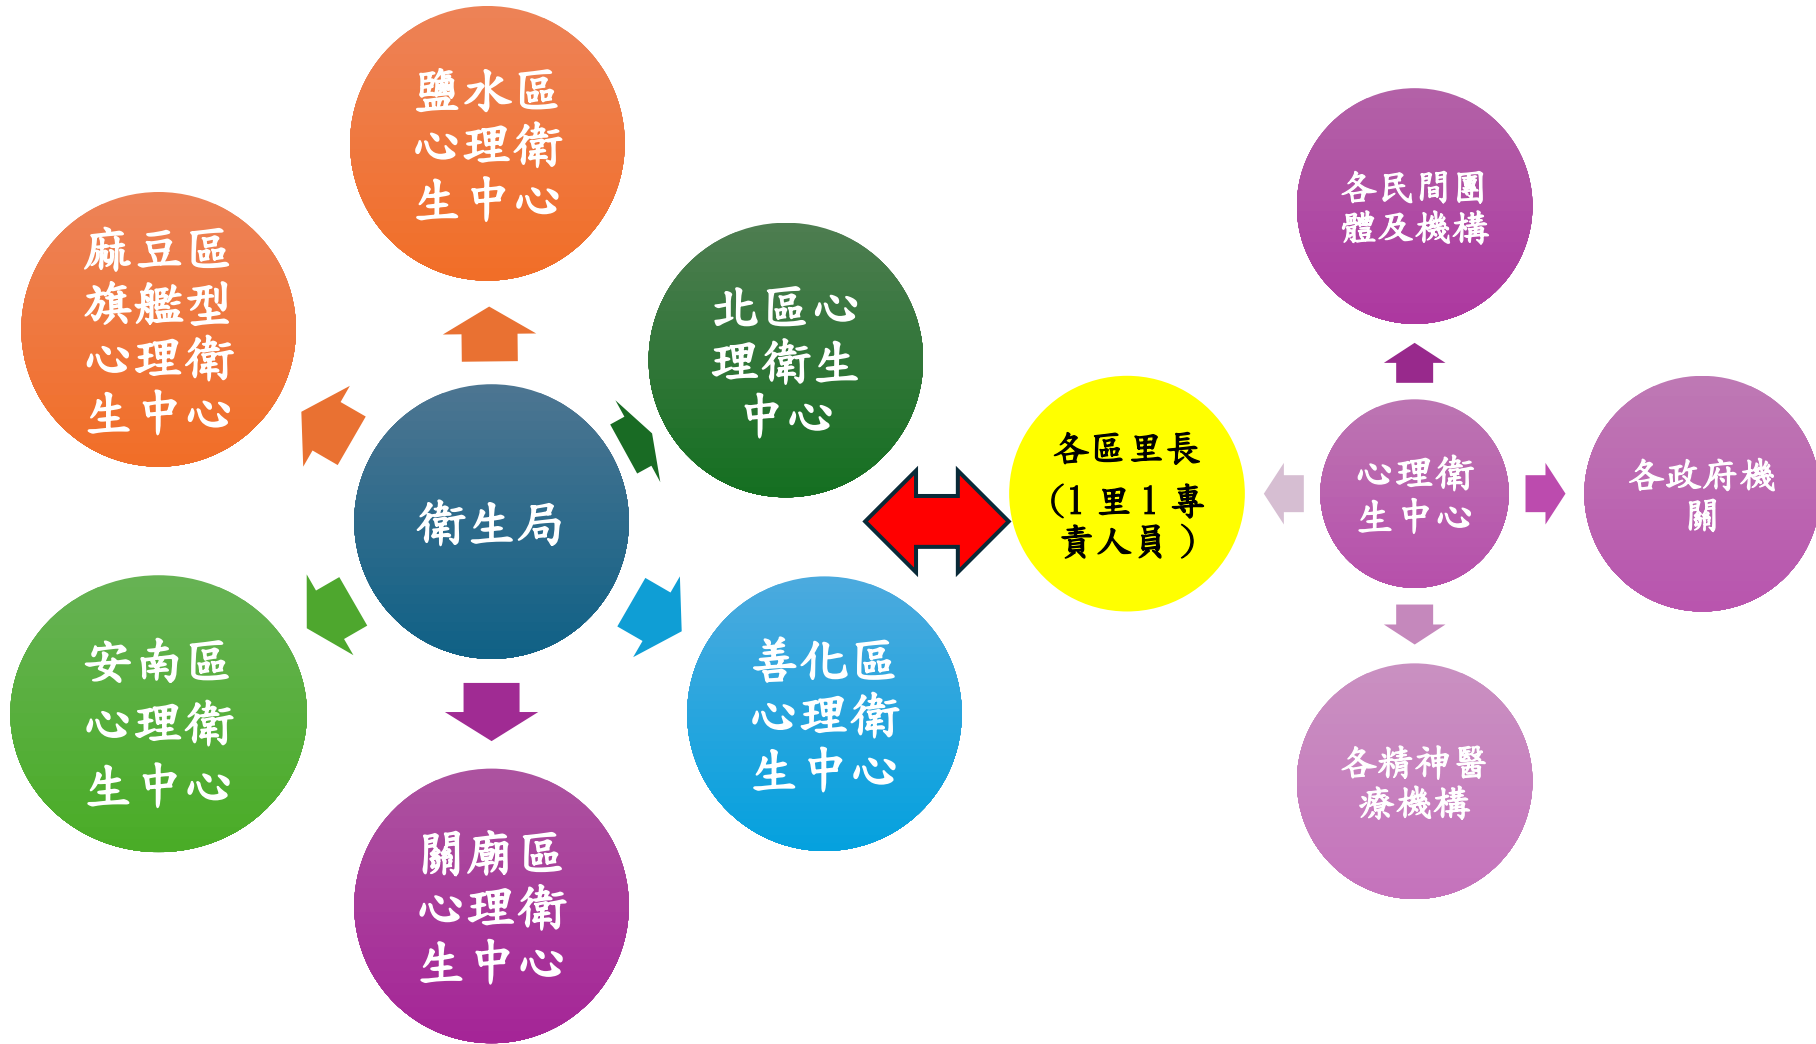 鹽水區
心理衛
生中心
麻豆區
旗艦型
心理衛
生中心
北區心
理衛生
中心
衛生局
安南區
心理衛
生中心
善化區
心理衛
生中心
關廟區
心理衛
生中心
各民間團
體及機構
各區里長
(1里1專
責人員)
心理衛
生中心
各政府機
關
各精神醫
療機構